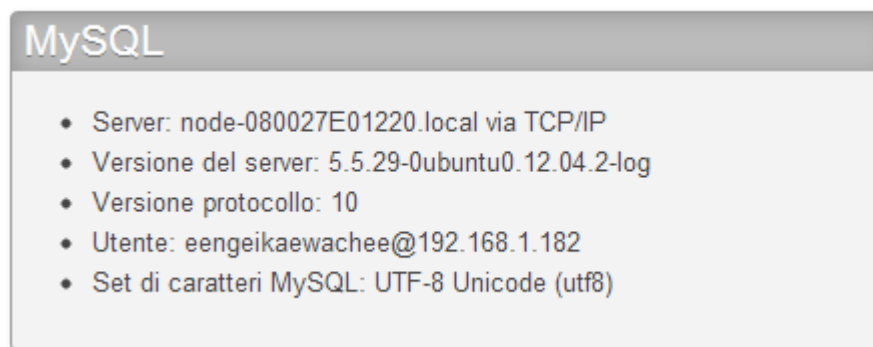 MySQL
Server: node-080027E01220.local via TCP/IP
Versione del server: 5.5.29-0ubuntu0.12.04.2-log
Versione protocollo: 10
Utente: eengeikaewachee@192.168.1.182
Set di caratteri MySQL: UTF-8 Unicode (utf8)